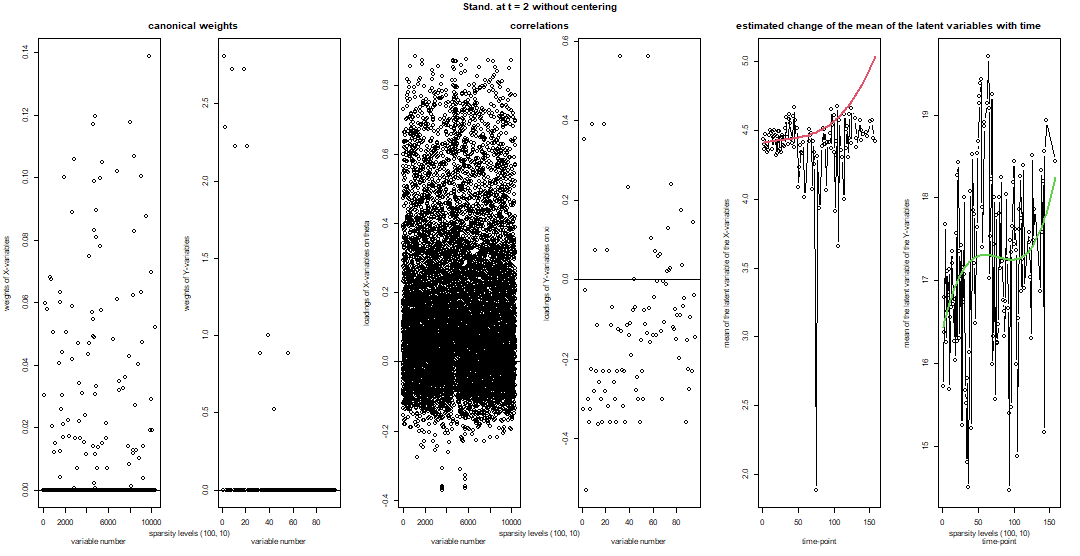 Stand. at t = 2 without centering
canonical weights
correlations
estimated change of the mean of the latent variables with time
weights of X-variables
0.00 0.02 0.04 0.06 0.08 0.10 0.12 0.14
0 2000 6000 10000
variable number
weights of Y-variables
0.0 0.5 1.0 1.5 2.0 2.5
0 20 40 60 80
variable number
sparsity levels (100, 10)
loadings of X-variables on theta
-0.4 -0.2 0.0 0.2 0.4 0.6 0.8
0 2000 6000 10000
variable number
loadings of Y-variables on xi
-0.4 -0.2 0.0 0.2 0.4 0.6
0 20 40 60 80
variable number
sparsity levels (100, 10)
mean of the latent variable of the X-variables
2.0 2.5 3.0 3.5 4.0 4.5 5.0
0 50 100 150
time-point
mean of the latent variable of the Y-variables
15 16 17 18 19
0 50 100 150
sparsity levels (100, 10)
time-point